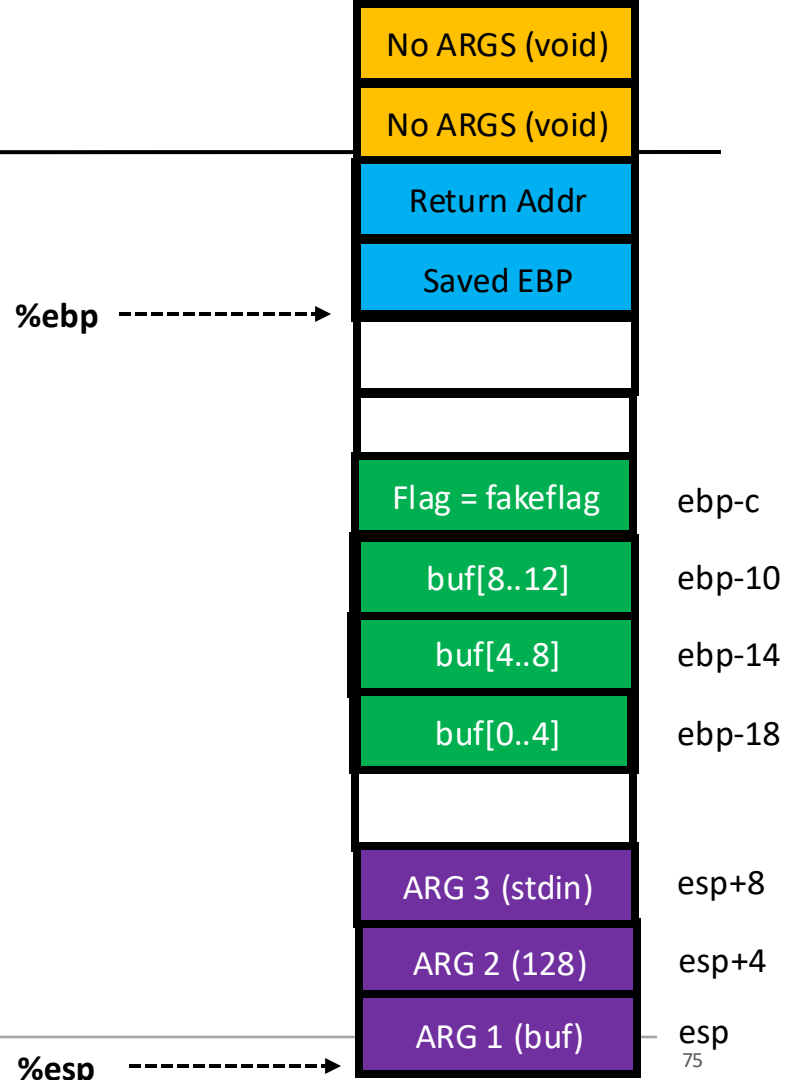 No ARGS (void)
No ARGS (void)
Return Addr
Saved EBP
%ebp
Flag = fakeflag
ebp-c
buf[8..12]
ebp-10
buf[4..8]
ebp-14
buf[0..4]
ebp-18
ARG 3 (stdin)
esp+8
ARG 2 (128)
esp+4
ARG 1 (buf)
esp
75
%esp